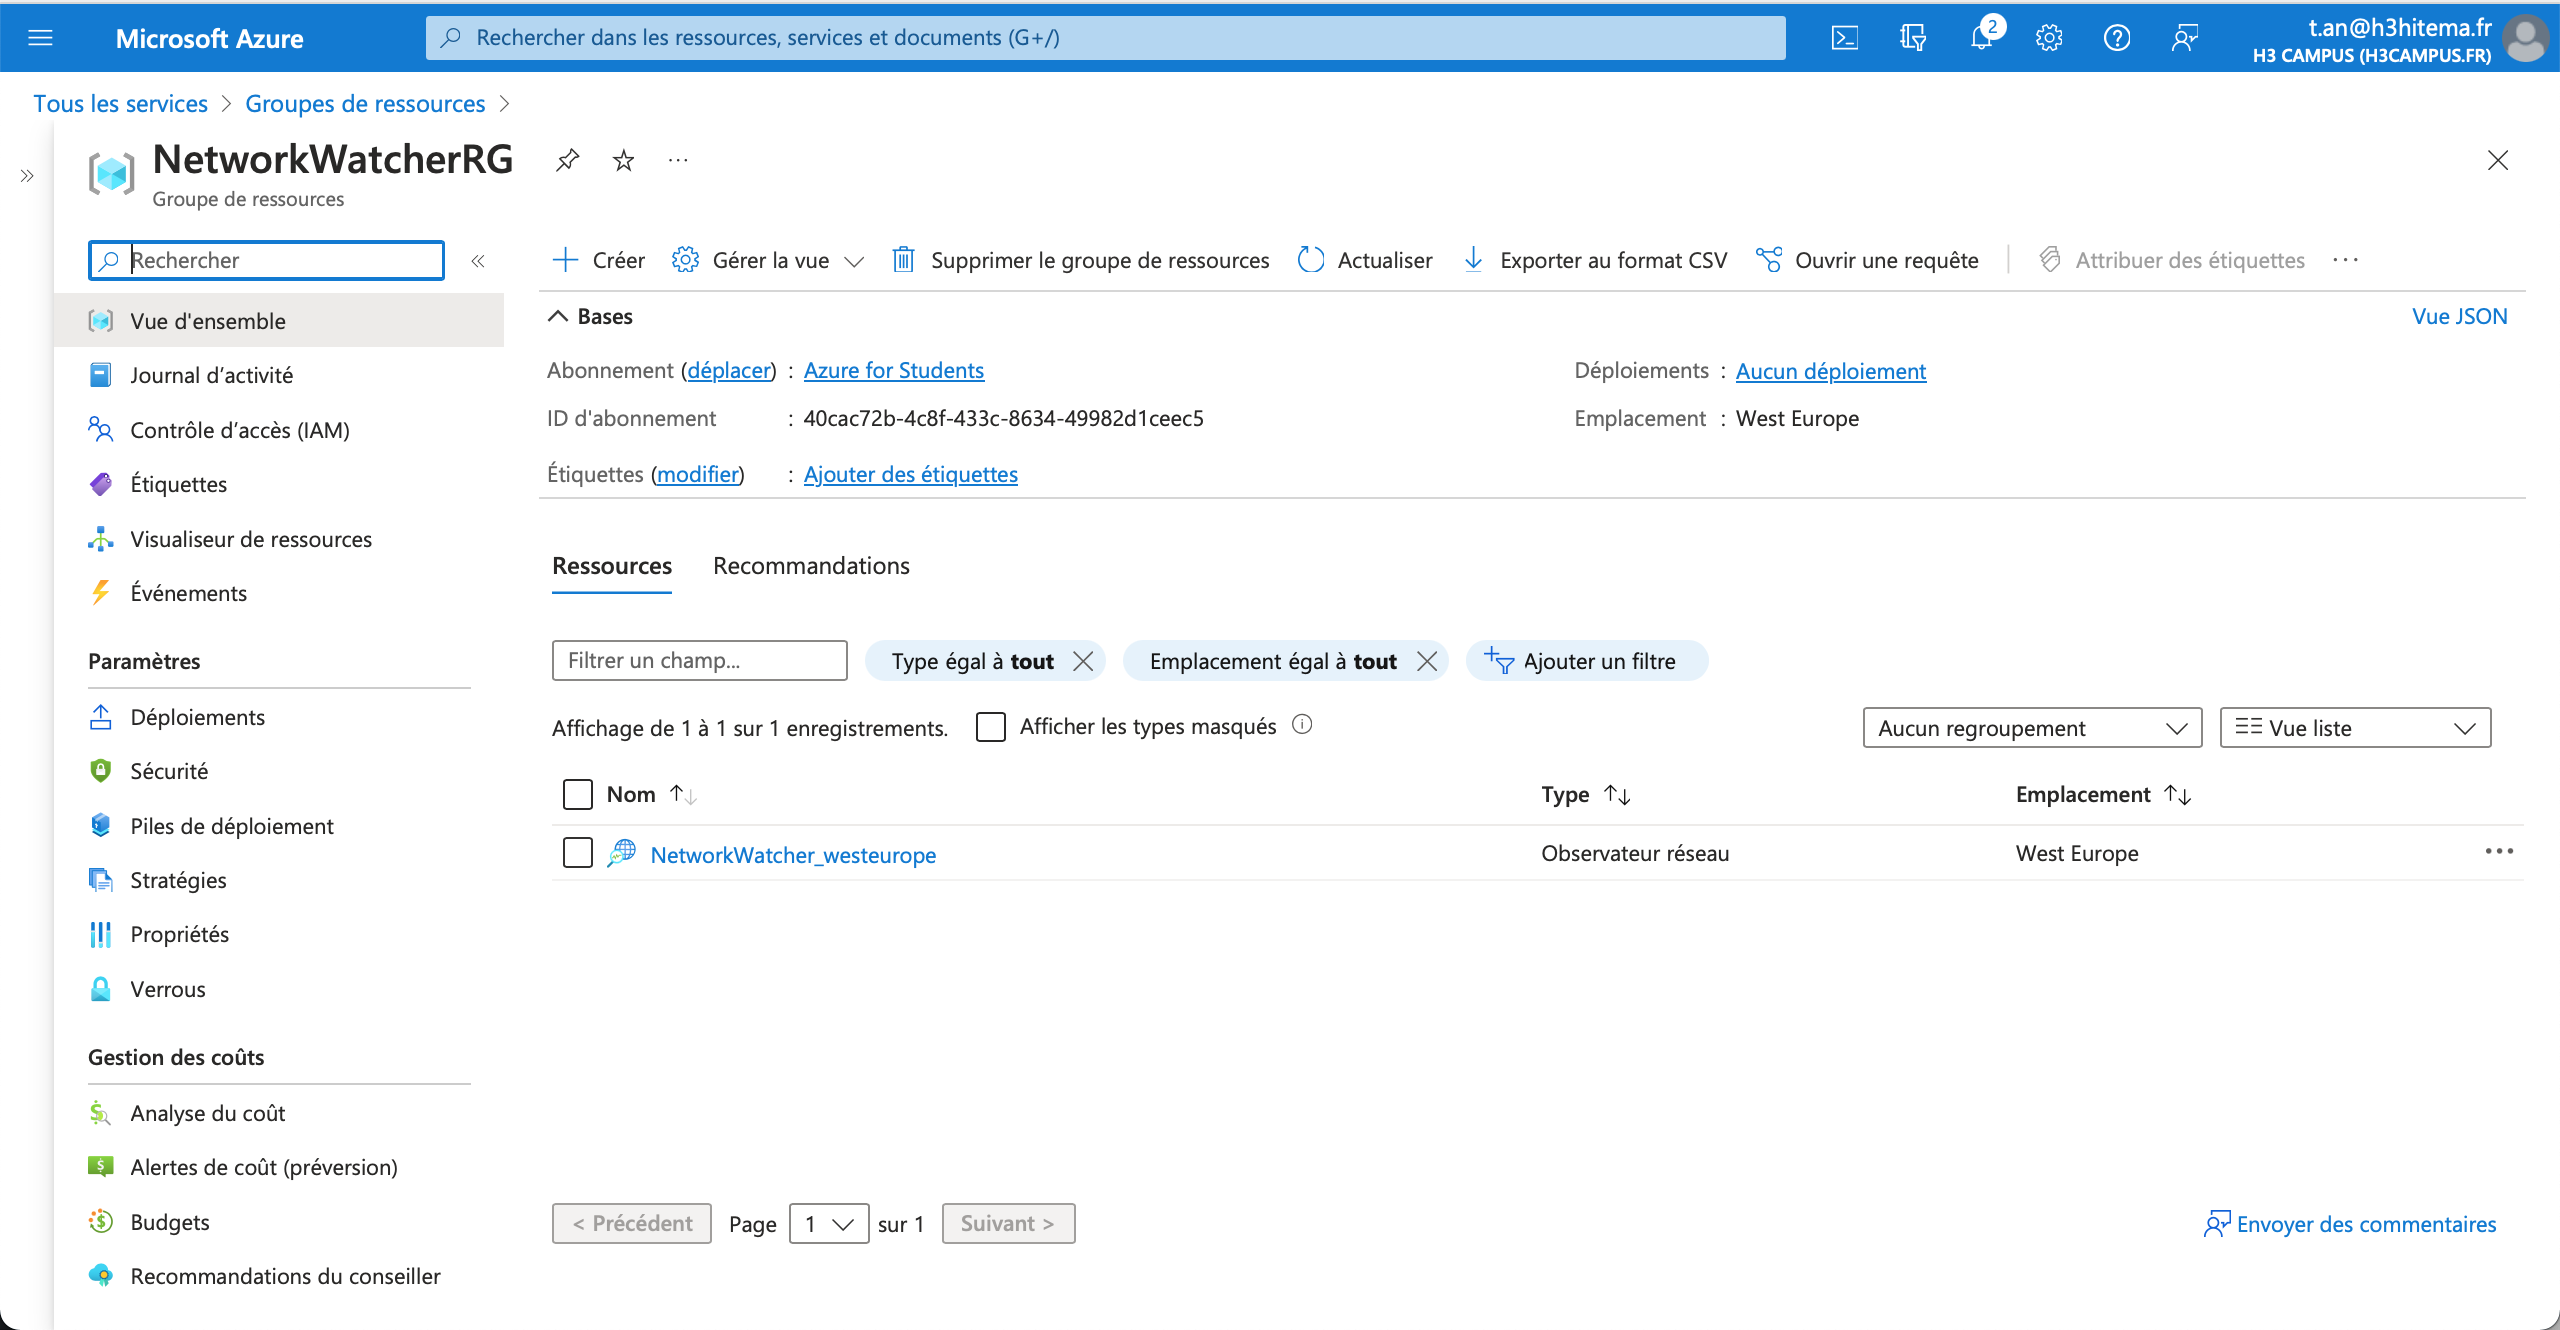 Microsoft Azure
Rechercher dans les ressources, services et documents (G+/)
2
t.an@h3hitema.fr
H3 CAMPUS (H3CAMPUS.FR)
Tous les services > Groupes de ressources >
NetworkWatcherRG
Groupe de ressources
Rechercher
Vue d'ensemble
Journal d’activité
Contrôle d’accès (IAM)
Étiquettes
Visualiseur de ressources
Événements
Paramètres
Déploiements
Sécurité
Piles de déploiement
Stratégies
Propriétés
Verrous
Gestion des coûts
Analyse du coût
Alertes de coût (préversion)
Budgets
Recommandations du conseiller
Créer Gérer la vue Supprimer le groupe de ressources Actualiser Exporter au format CSV Ouvrir une requête Attribuer des étiquettes
Bases Vue JSON
Abonnement (déplacer) : Azure for Students
Déploiements : Aucun déploiement
ID d'abonnement : 40cac72b-4c8f-433c-8634-49982d1ceec5
Emplacement : West Europe
Étiquettes (modifier) : Ajouter des étiquettes
Ressources Recommandations
Filtrer un champ... Type égal à tout Emplacement égal à tout Ajouter un filtre
Affichage de 1 à 1 sur 1 enregistrements. Afficher les types masqués Aucun regroupement Vue liste
Nom Type Emplacement
NetworkWatcher_westeurope Observateur réseau West Europe
< Précédent Page 1 sur 1 Suivant >
Envoyer des commentaires